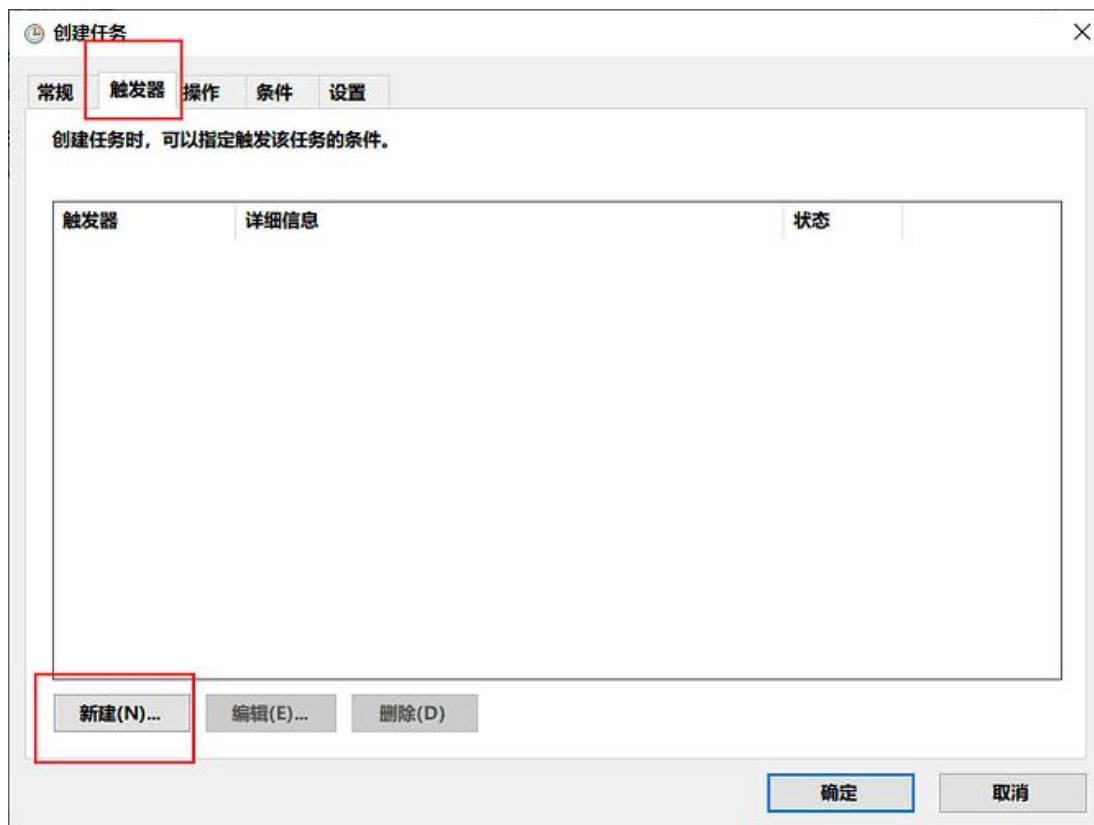 创建任务
常规 触发器 操作 条件 设置
创建任务时，可以指定触发该任务的条件。
触发器 详细信息 状态
新建(N)... 编辑(E)... 删除(D)
确定 取消